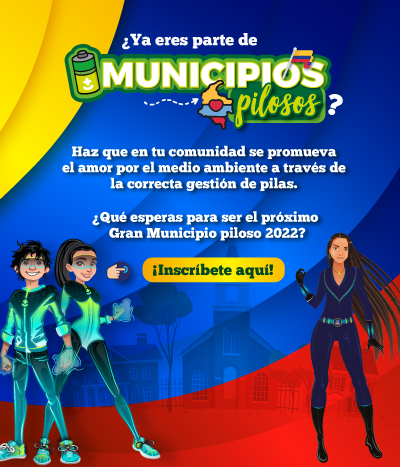 ¿Ya eres parte de
MUNICIPIOS
pilosos ?
Haz que en tu comunidad se promueva
el amor por el medio ambiente a través de
la correcta gestión de pilas.
¿Qué esperas para ser el próximo
Gran Municipio piloso 2022?
¡Inscríbete aquí!